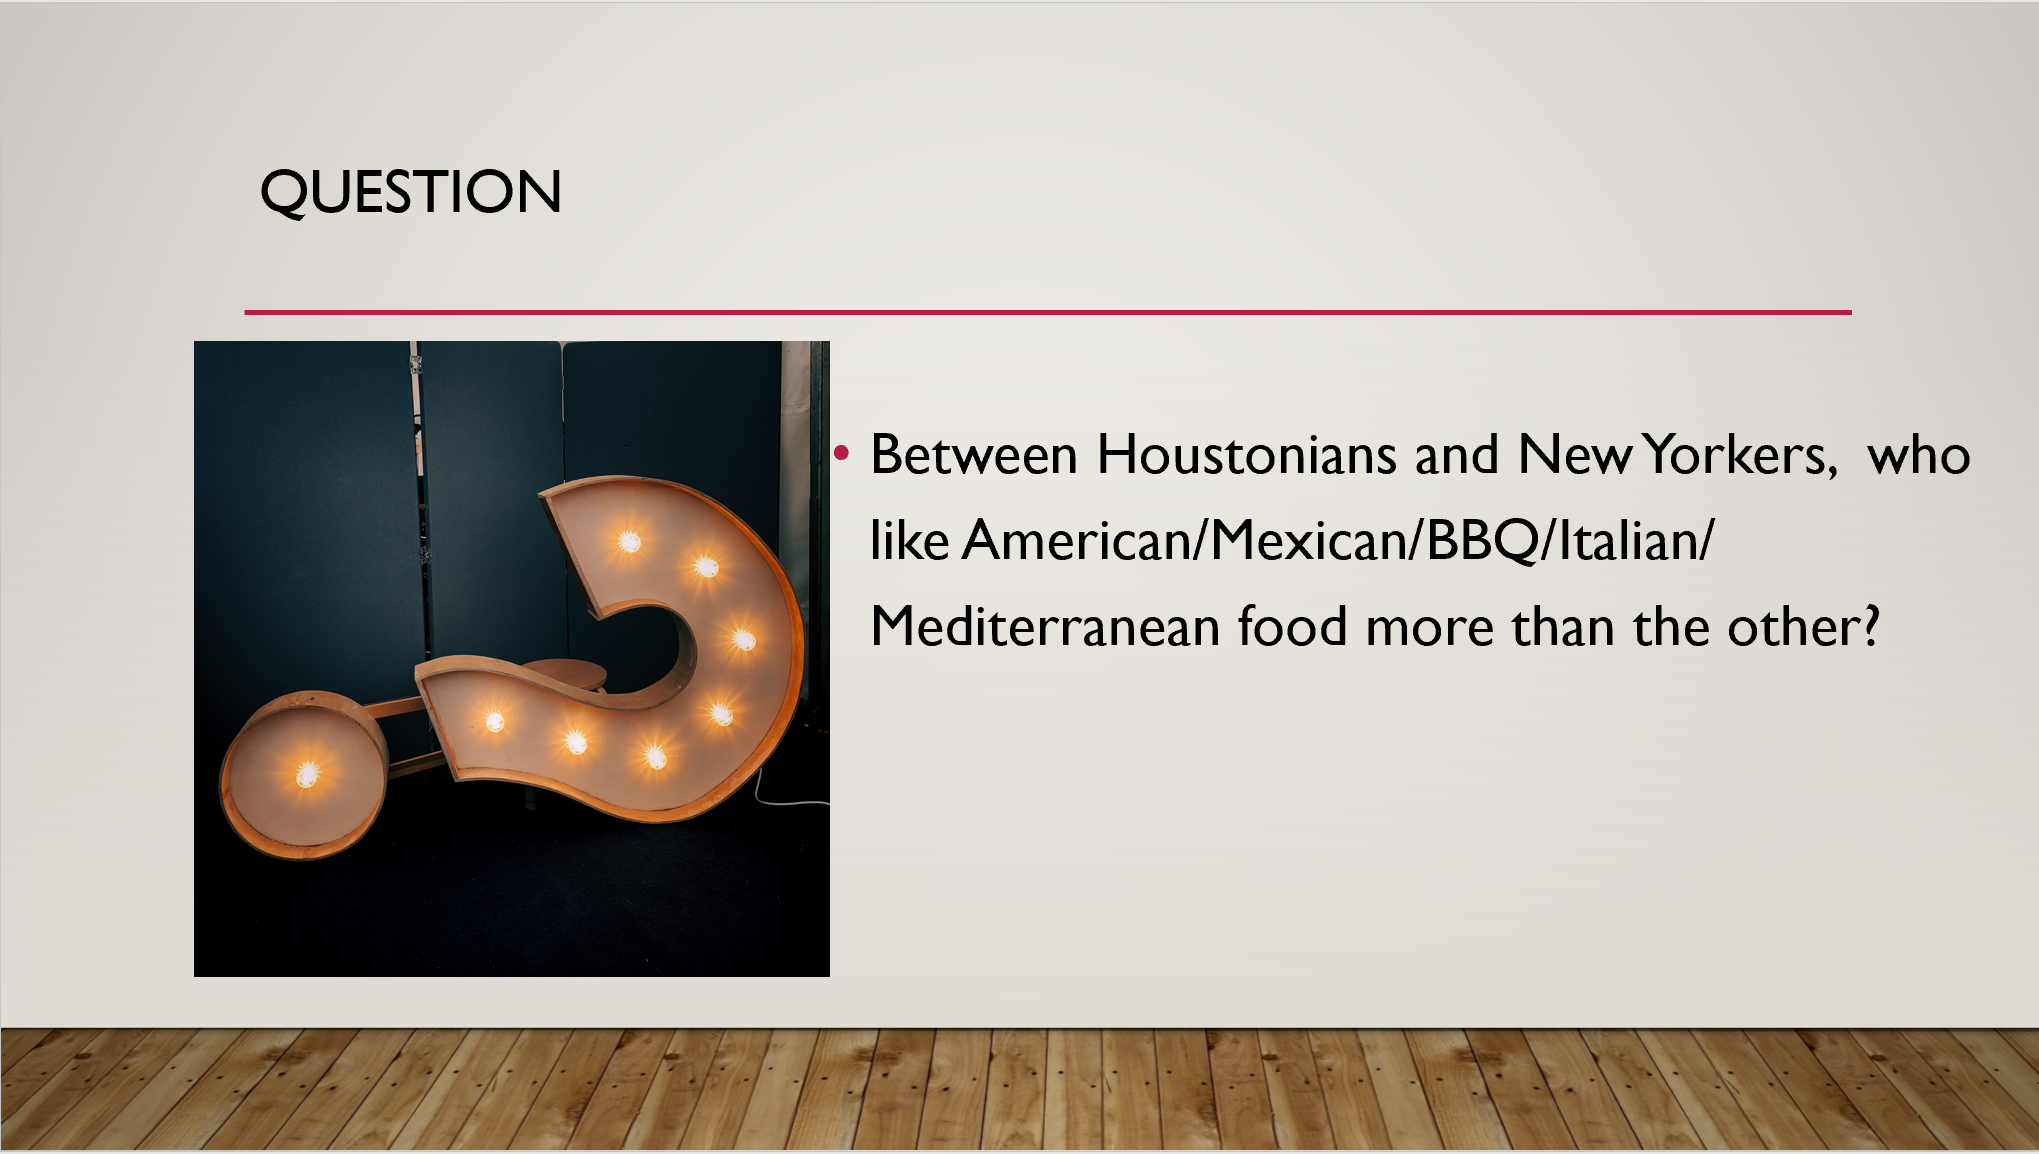 QUESTION
• Between Houstonians and New Yorkers,  who
like American/Mexican/BBQ/Italian/
Mediterranean food more than the other?